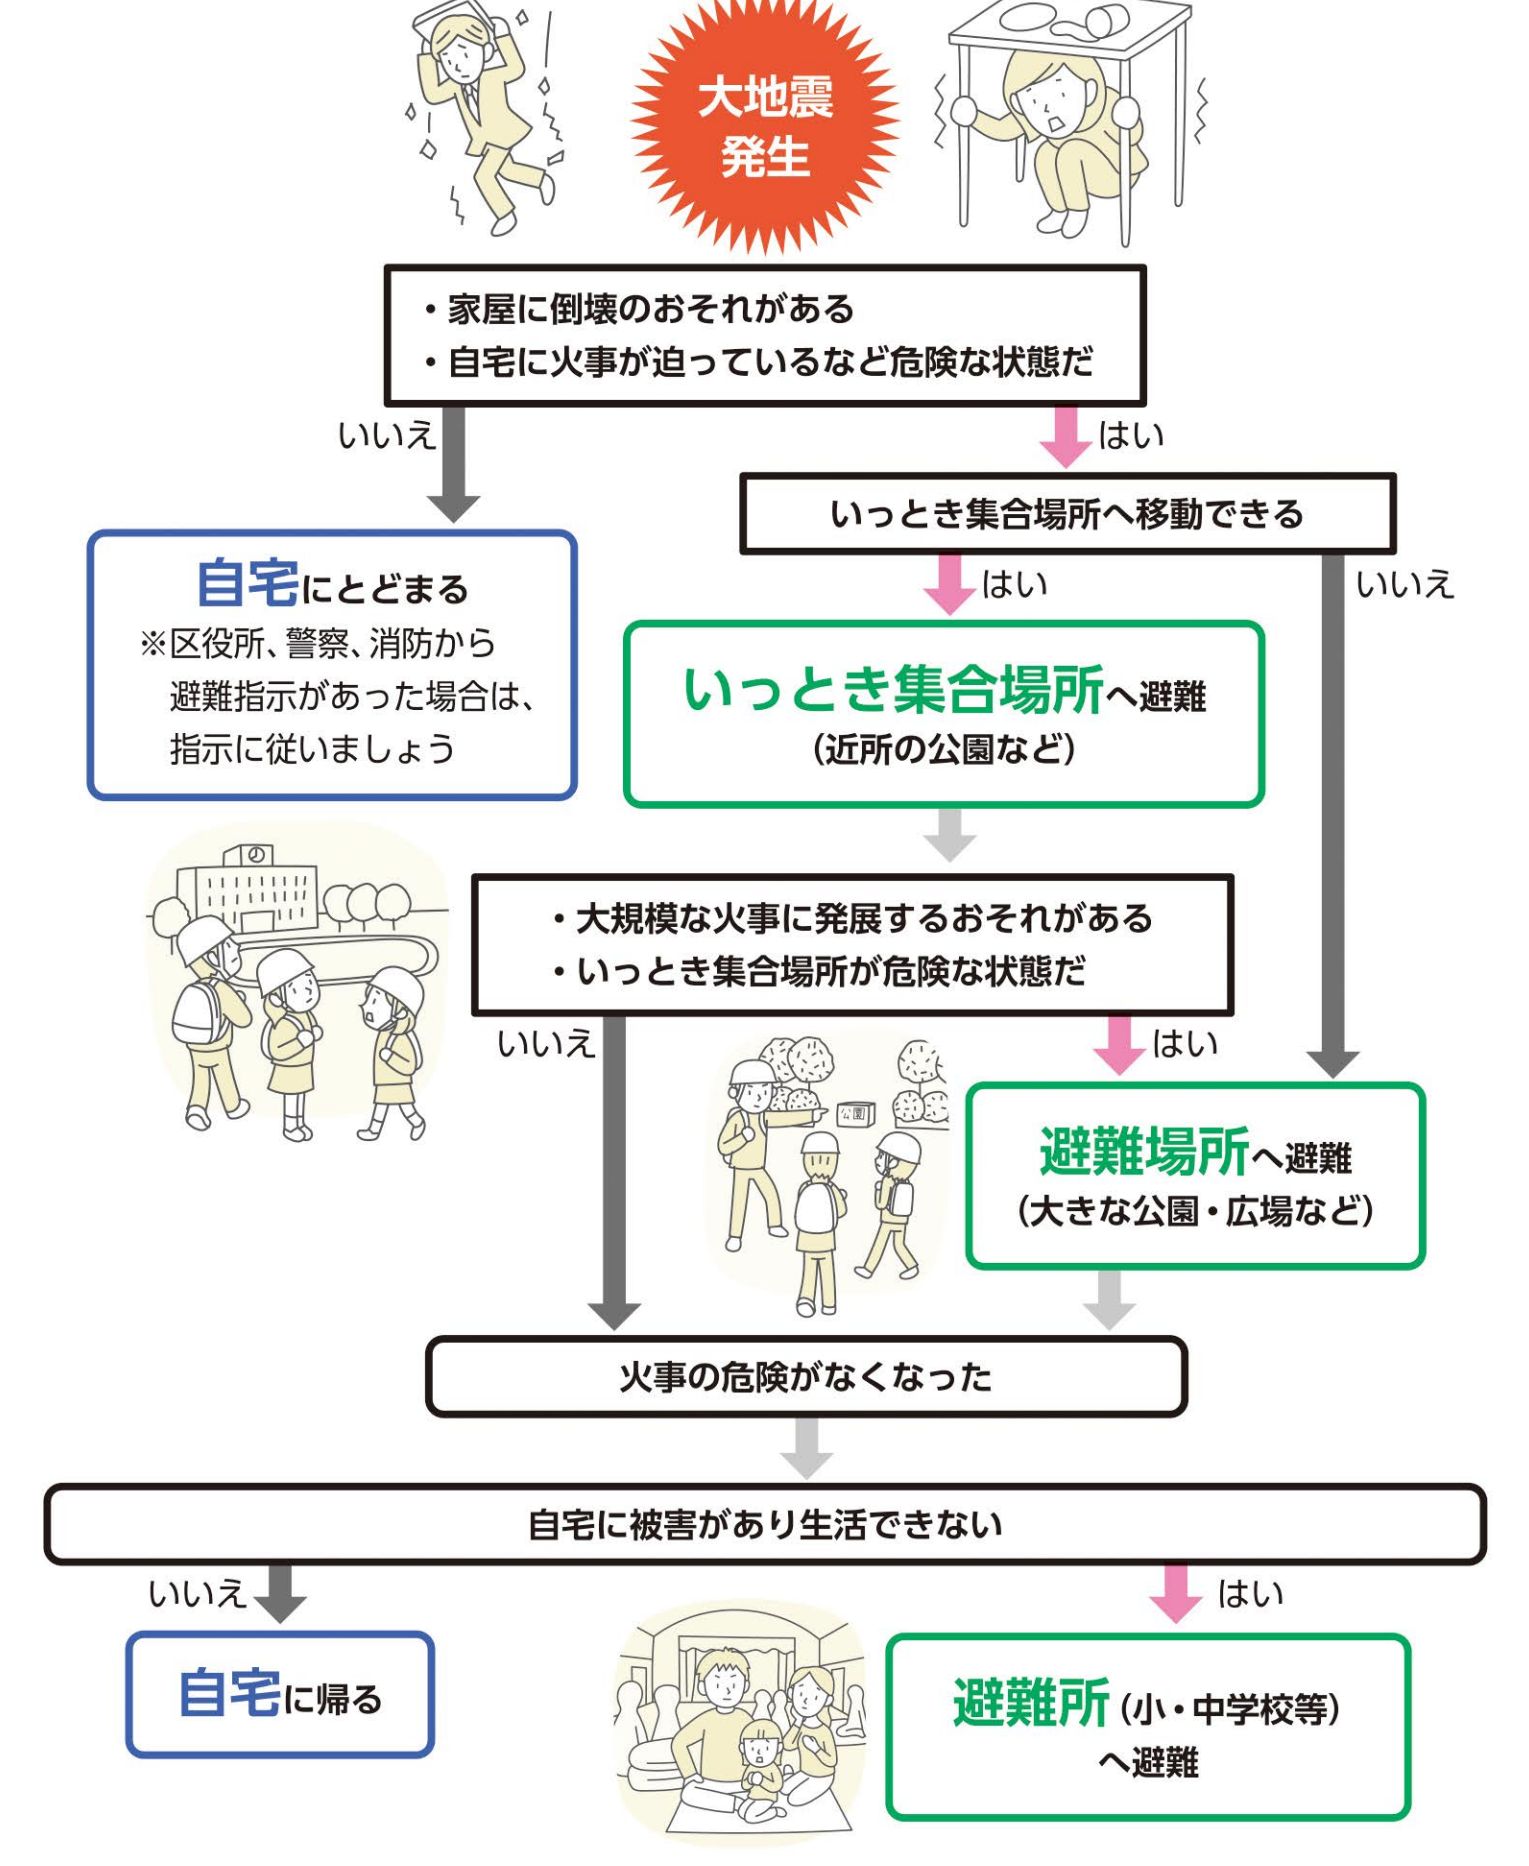 大地震
発生
・家屋に倒壊のおそれがある
・自宅に火事が迫っているなど危険な状態だ
いいえ
はい
いっとき集合場所へ移動できる
はい
いいえ
自宅にとどまる
※区役所、警察、消防から
避難指示があった場合は、
指示に従いましょう
いっとき集合場所へ避難
(近所の公園など)
・大規模な火事に発展するおそれがある
・いっとき集合場所が危険な状態だ
いいえ
はい
公園
避難場所へ避難
(大きな公園・広場など)
火事の危険がなくなった
自宅に被害があり生活できない
いいえ
はい
自宅に帰る
避難所(小・中学校等)
へ避難